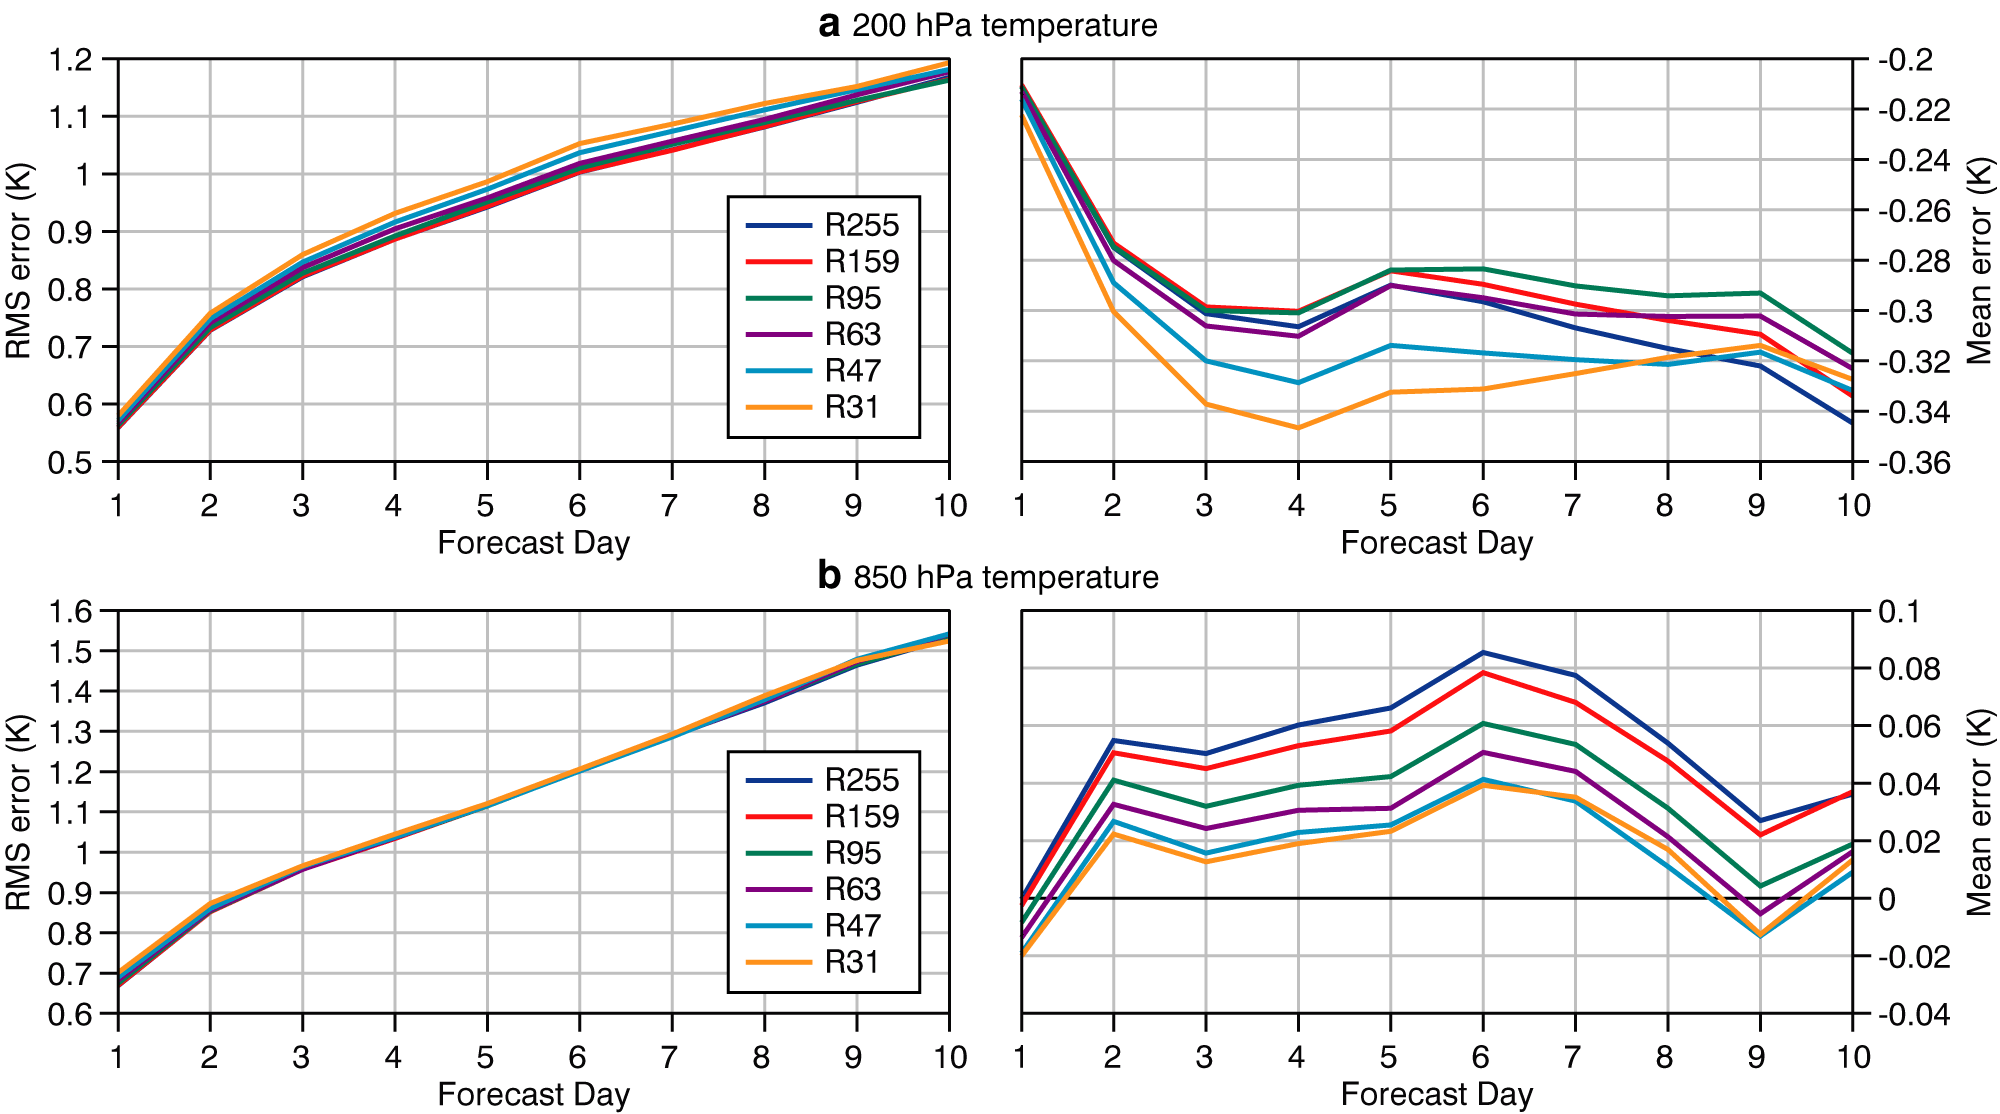 a 200 hPa temperature
RMS error (K)
1.2
1.1
1
0.9
0.8
0.7
0.6
0.5
1 2 3 4 5 6 7 8 9 10
Forecast Day
R255
R159
R95
R63
R47
R31
-0.2
-0.22
-0.24
-0.26
-0.28
-0.3
-0.32
-0.34
-0.36
Mean error (K)
1 2 3 4 5 6 7 8 9 10
Forecast Day
b 850 hPa temperature
RMS error (K)
1.6
1.5
1.4
1.3
1.2
1.1
1
0.9
0.8
0.7
0.6
1 2 3 4 5 6 7 8 9 10
Forecast Day
R255
R159
R95
R63
R47
R31
0.1
0.08
0.06
0.04
0.02
0
-0.02
-0.04
Mean error (K)
1 2 3 4 5 6 7 8 9 10
Forecast Day